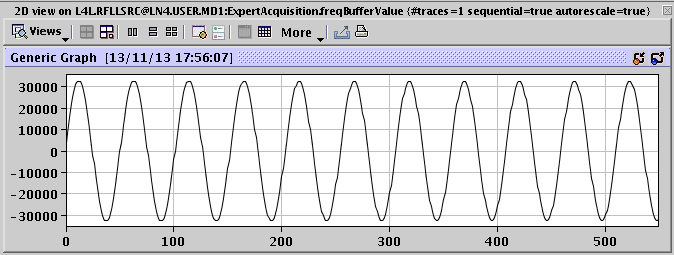 2D view on L4L.RFLLSRC@LN4.USER.MD1:ExpertAcquisition.freqBufferValue {#traces=1 sequential=true autorescale=true}
Views More
Generic Graph [13/11/13 17:56:07]
30000
20000
10000
0
-10000
-20000
-30000
0 100 200 300 400 500